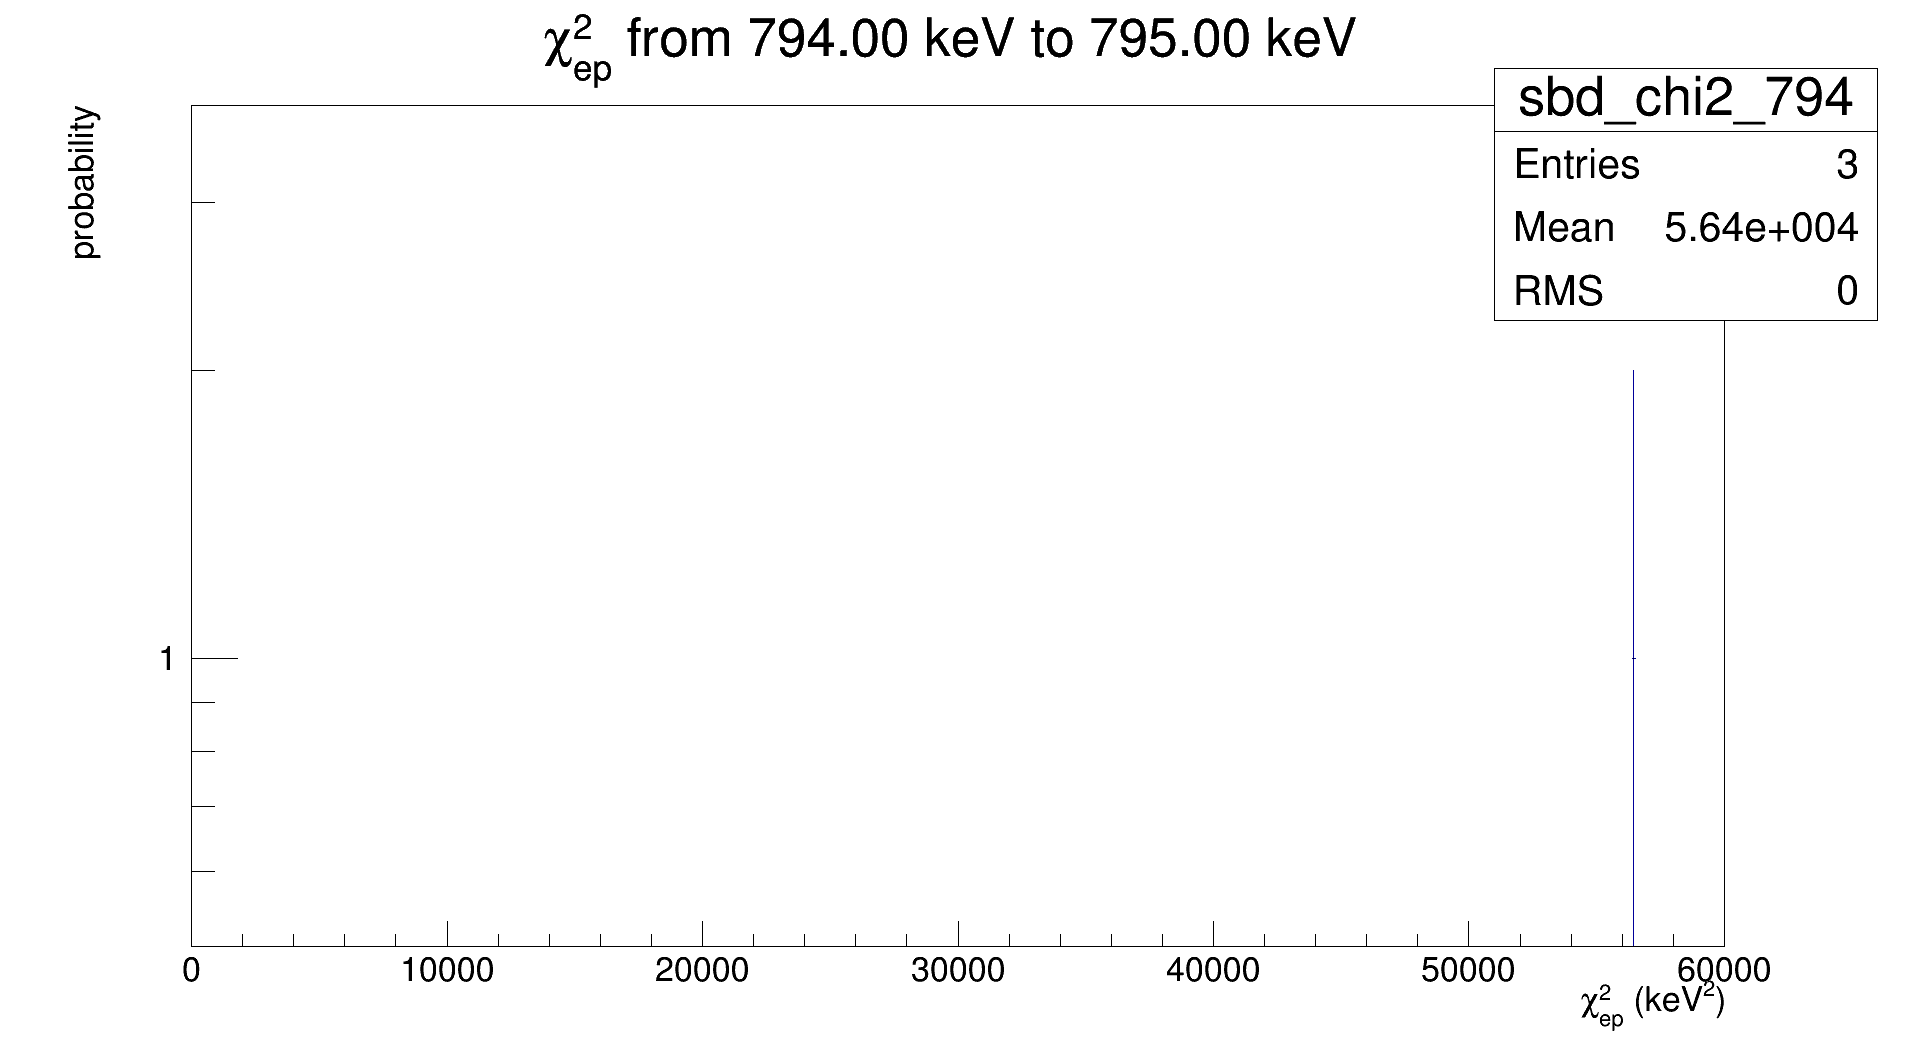 χ²ep from 794.00 keV to 795.00 keV
probability
sbd_chi2_794
Entries 3
Mean 5.64e+004
RMS 0
1
0 10000 20000 30000 40000 50000 60000
χ²ep (keV²)